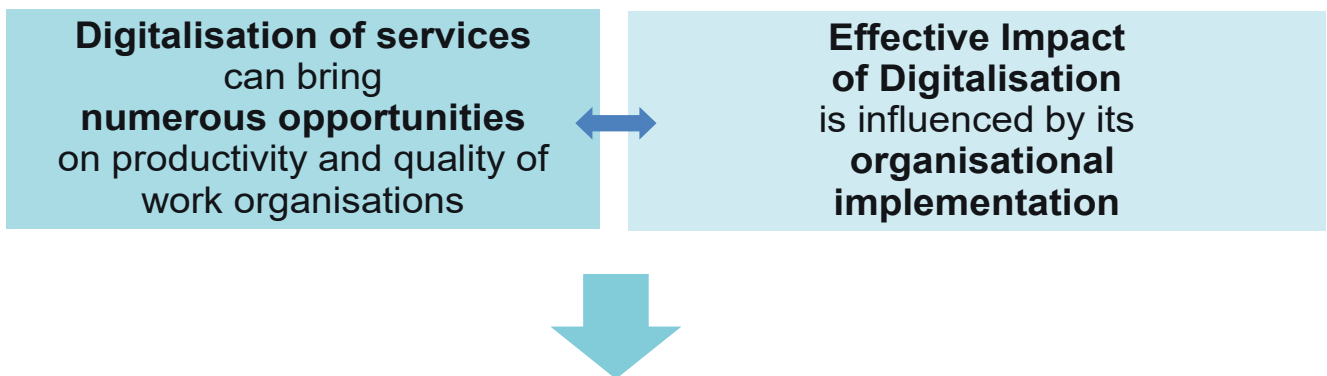 Digitalisation of services
can bring
numerous opportunities
on productivity and quality of
work organisations
Effective Impact
of Digitalisation
is influenced by its
organisational
implementation